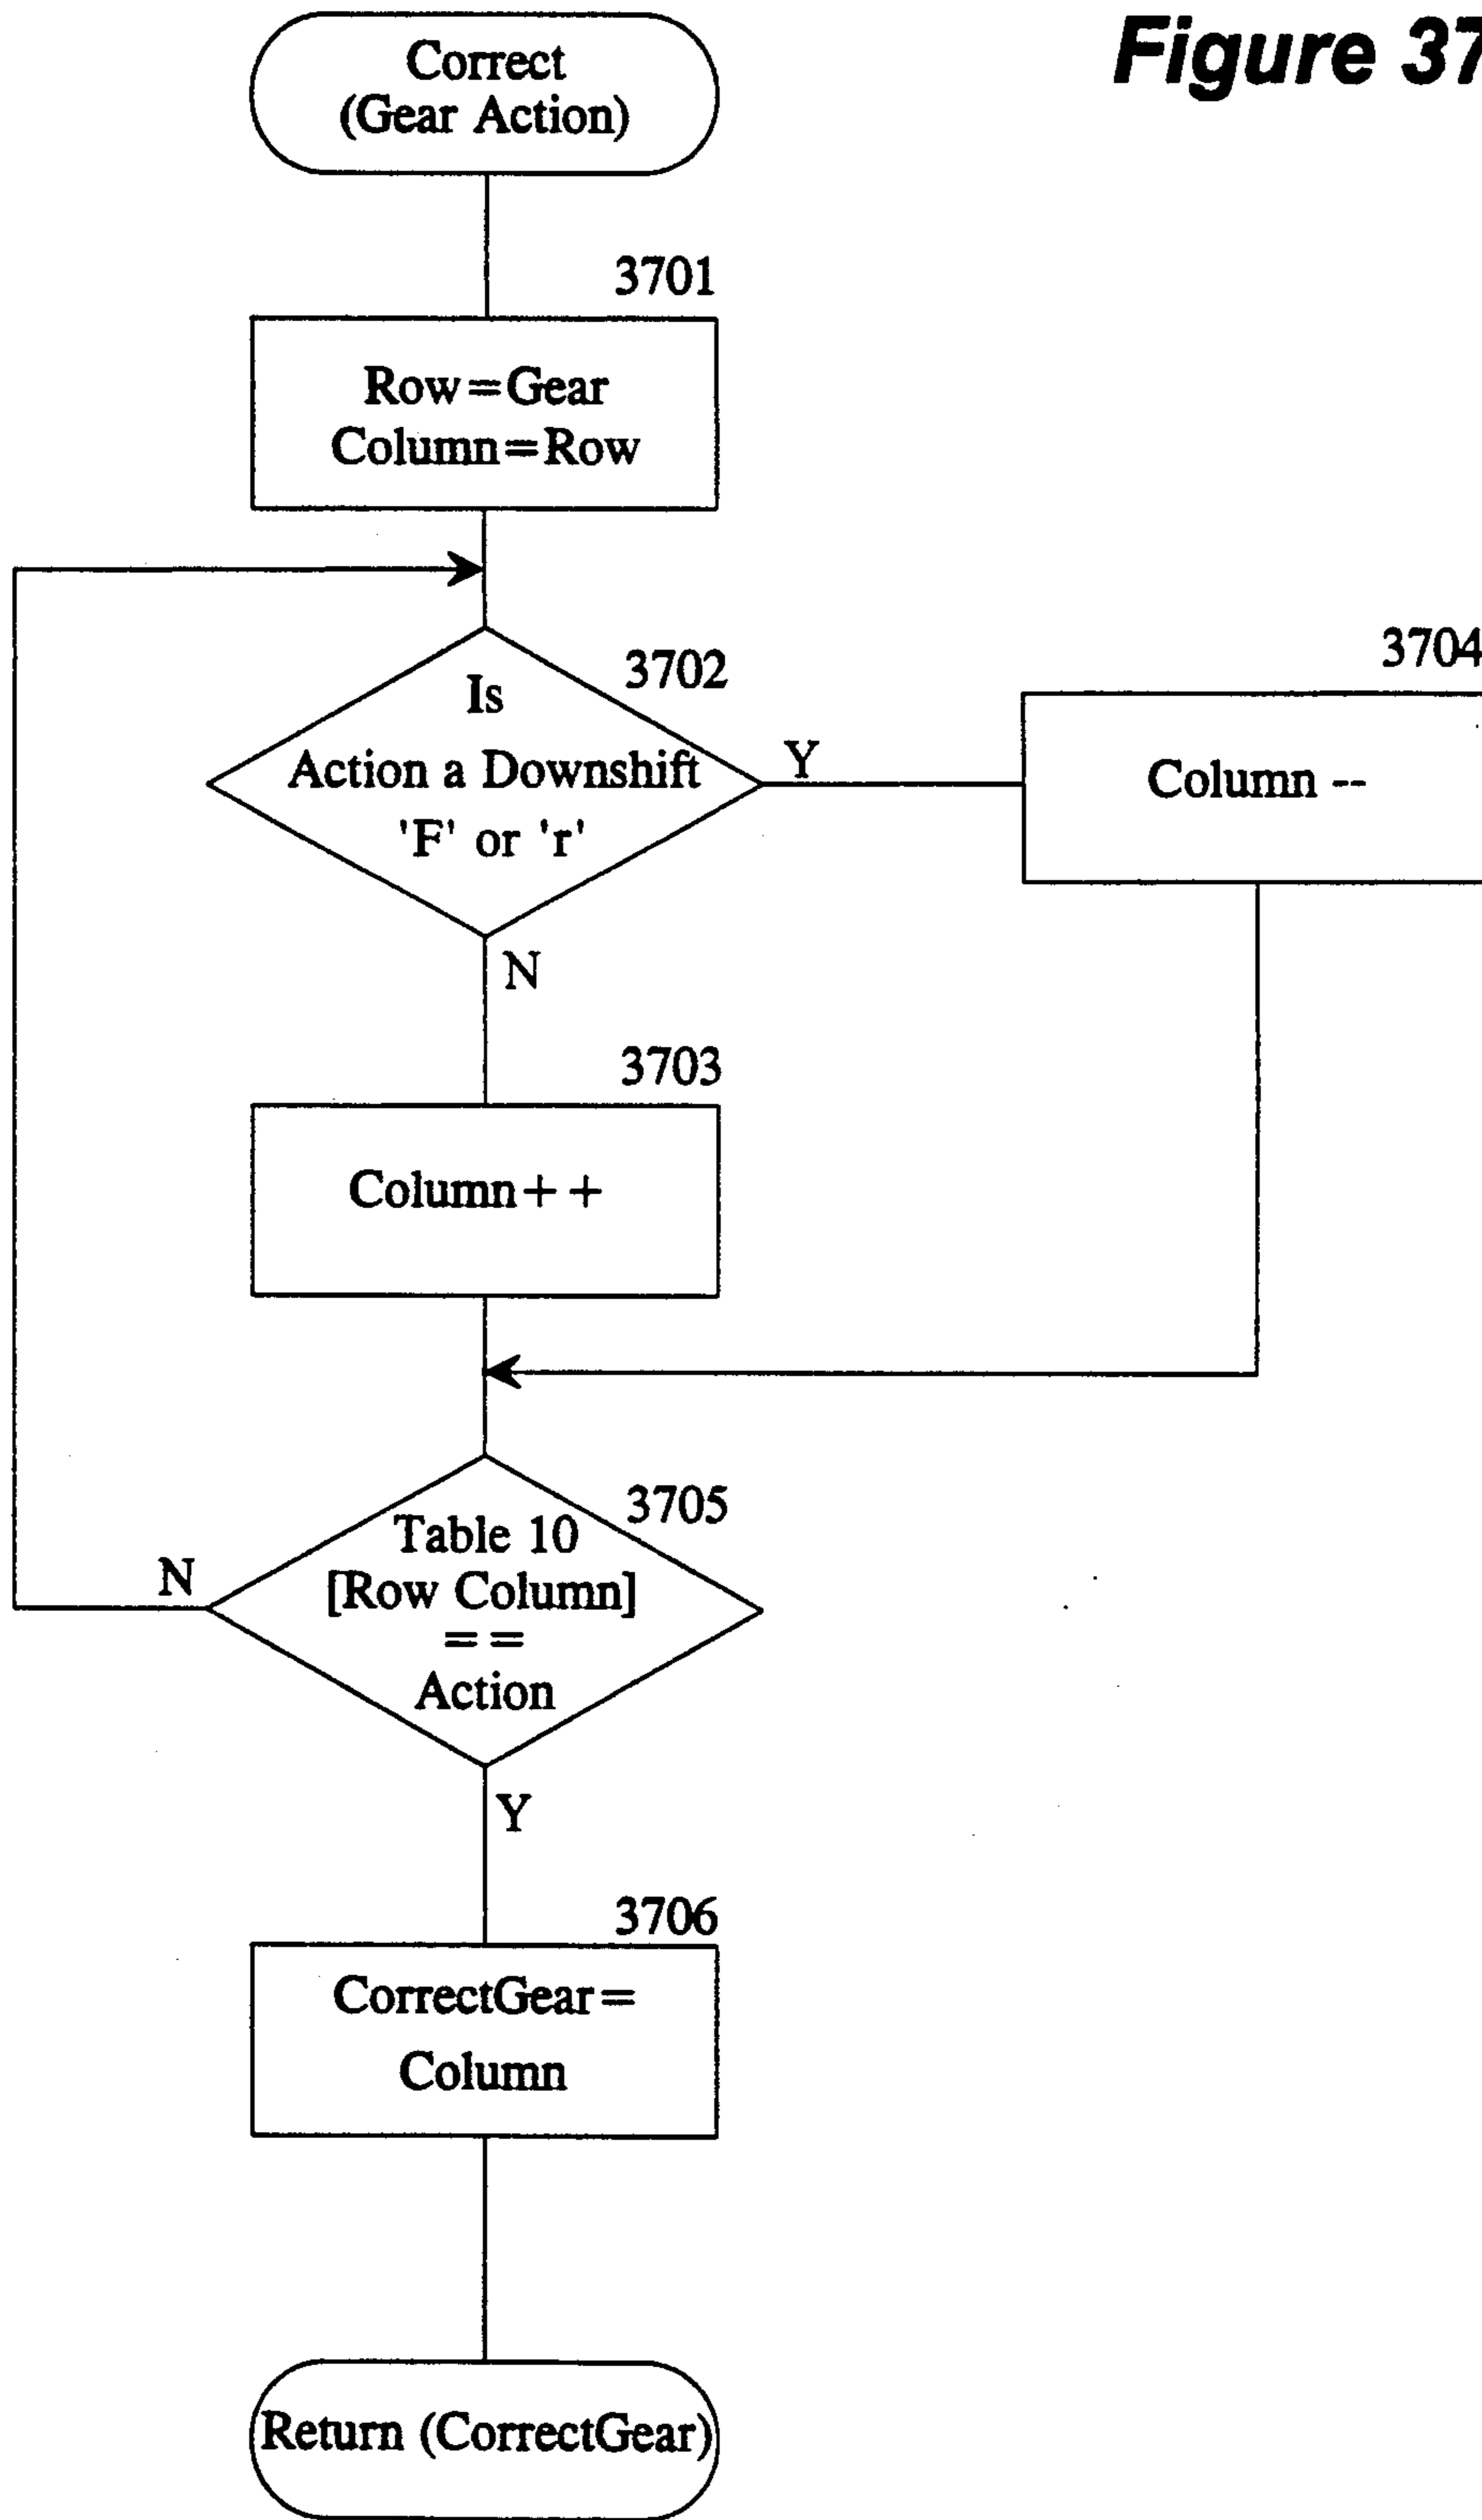 Figure 37
Correct
(Gear Action)
3701
Row=Gear
Column=Row
3702
Is
Action a Downshift
'F' or 'r'
Y
N
3704
Column --
3703
Column++
3705
Table 10
[Row Column]
==
Action
N
Y
3706
CorrectGear=
Column
Return (CorrectGear)